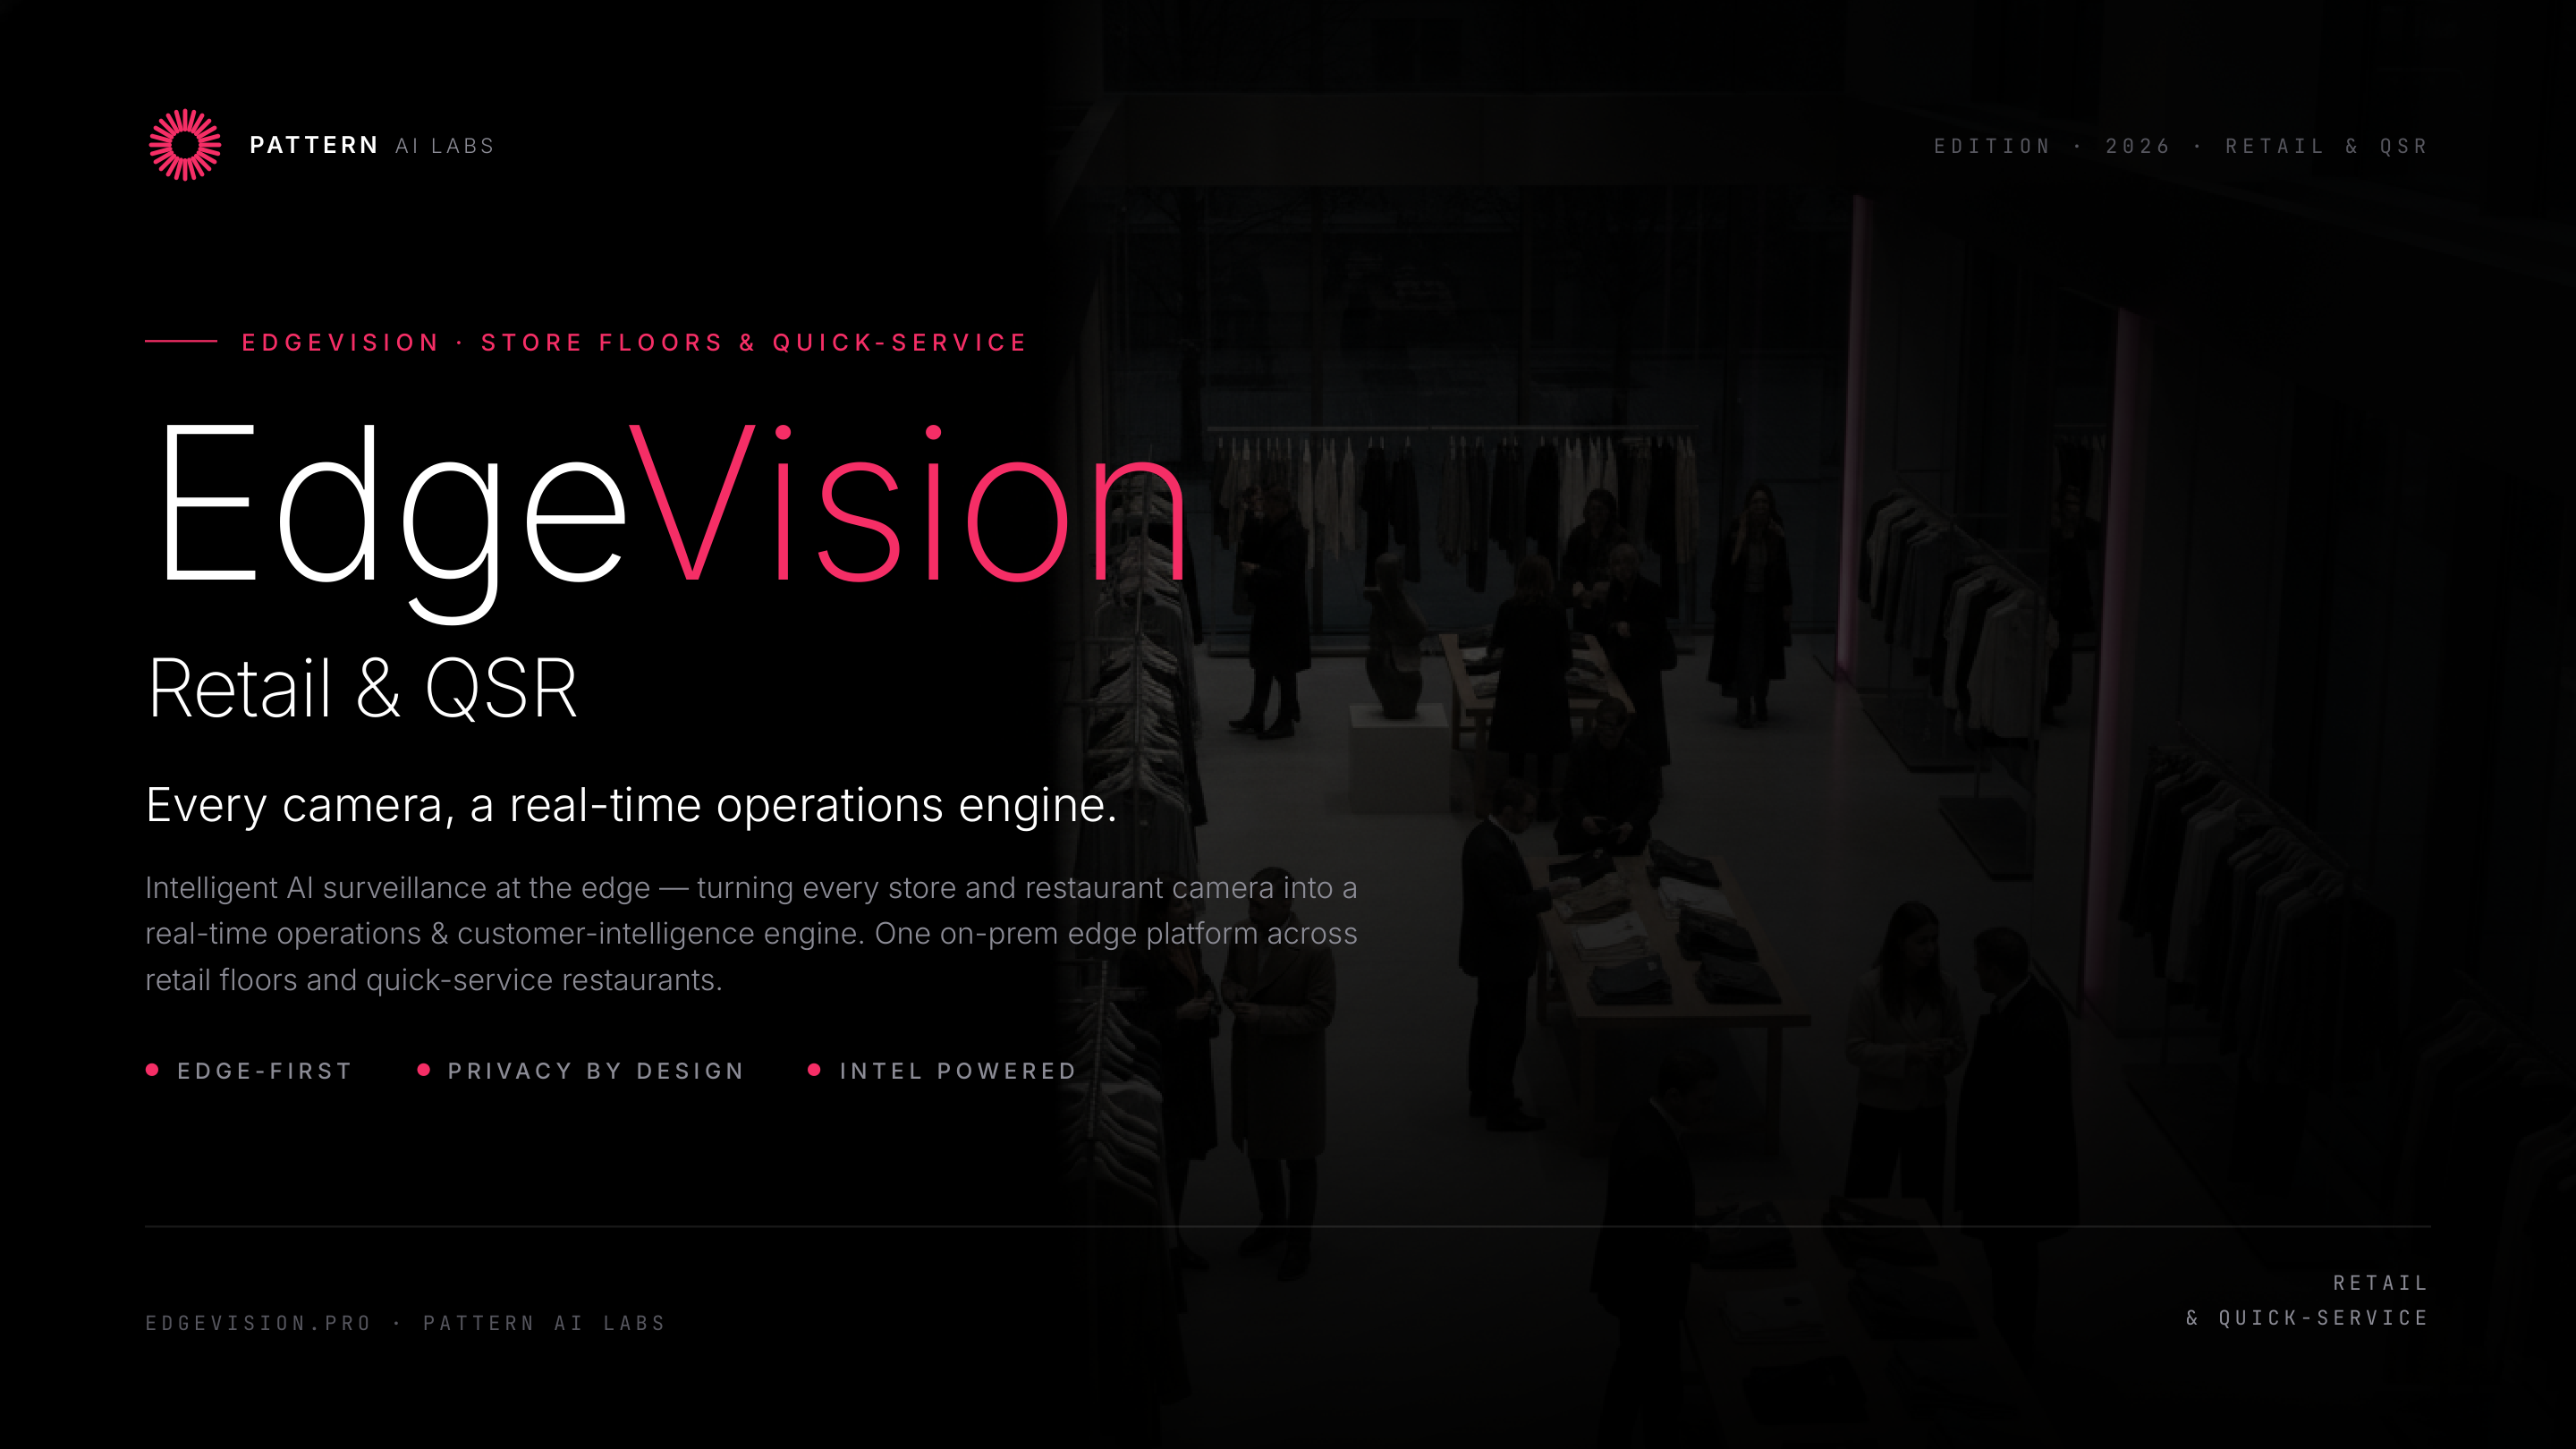 PATTERN AI LABS
EDITION · 2026 · RETAIL & QSR
EDGEVISION · STORE FLOORS & QUICK-SERVICE
EdgeVision
Retail & QSR
Every camera, a real-time operations engine.
Intelligent AI surveillance at the edge — turning every store and restaurant camera into a
real-time operations & customer-intelligence engine. One on-prem edge platform across
retail floors and quick-service restaurants.
EDGE-FIRST
PRIVACY BY DESIGN
INTEL POWERED
EDGEVISION.PRO · PATTERN AI LABS
RETAIL
& QUICK-SERVICE